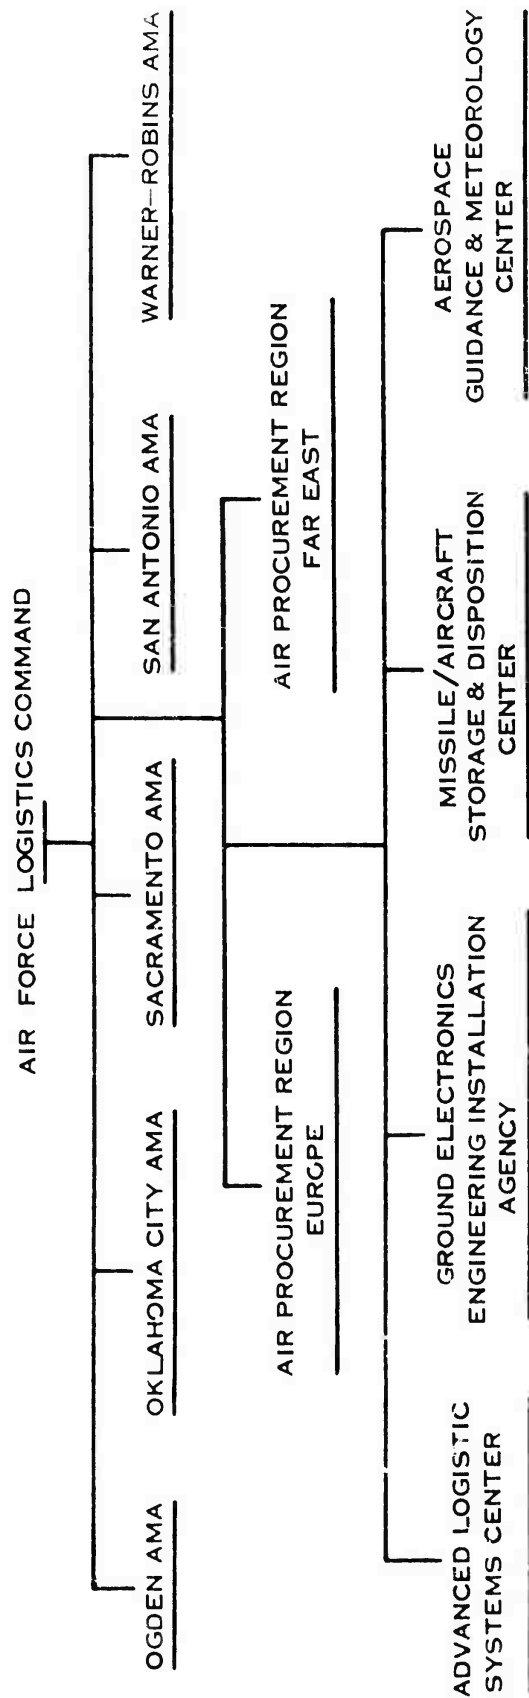 AIR FORCE LOGISTICS COMMAND
OGDEN AMA
OKLAHOMA CITY AMA
SACRAMENTO AMA
SAN ANTONIO AMA
WARNER-ROBINS AMA
AIR PROCUREMENT REGION
EUROPE
AIR PROCUREMENT REGION
FAR EAST
ADVANCED LOGISTIC
SYSTEMS CENTER
GROUND ELECTRONICS
ENGINEERING INSTALLATION
AGENCY
MISSILE/AIRCRAFT
STORAGE & DISPOSITION
CENTER
AEROSPACE
GUIDANCE & METEOROLOGY
CENTER